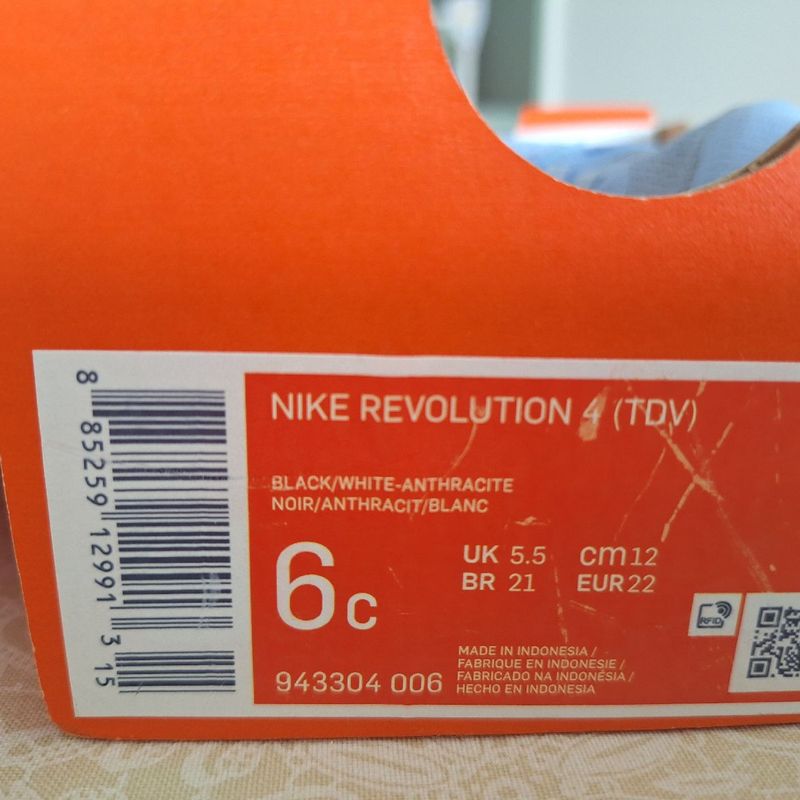 8 85259 12991 3 15
NIKE REVOLUTION 4 (TDV)
BLACK/WHITE-ANTHRACITE
NOIR/ANTHRACIT/BLANC
6C
UK 5.5 cm 12
BR 21 EUR 22
943304 006
MADE IN INDONESIA /
FABRIQUE EN INDONESIE /
FABRICADO NA INDONÉSIA /
HECHO EN INDONESIA
RFID